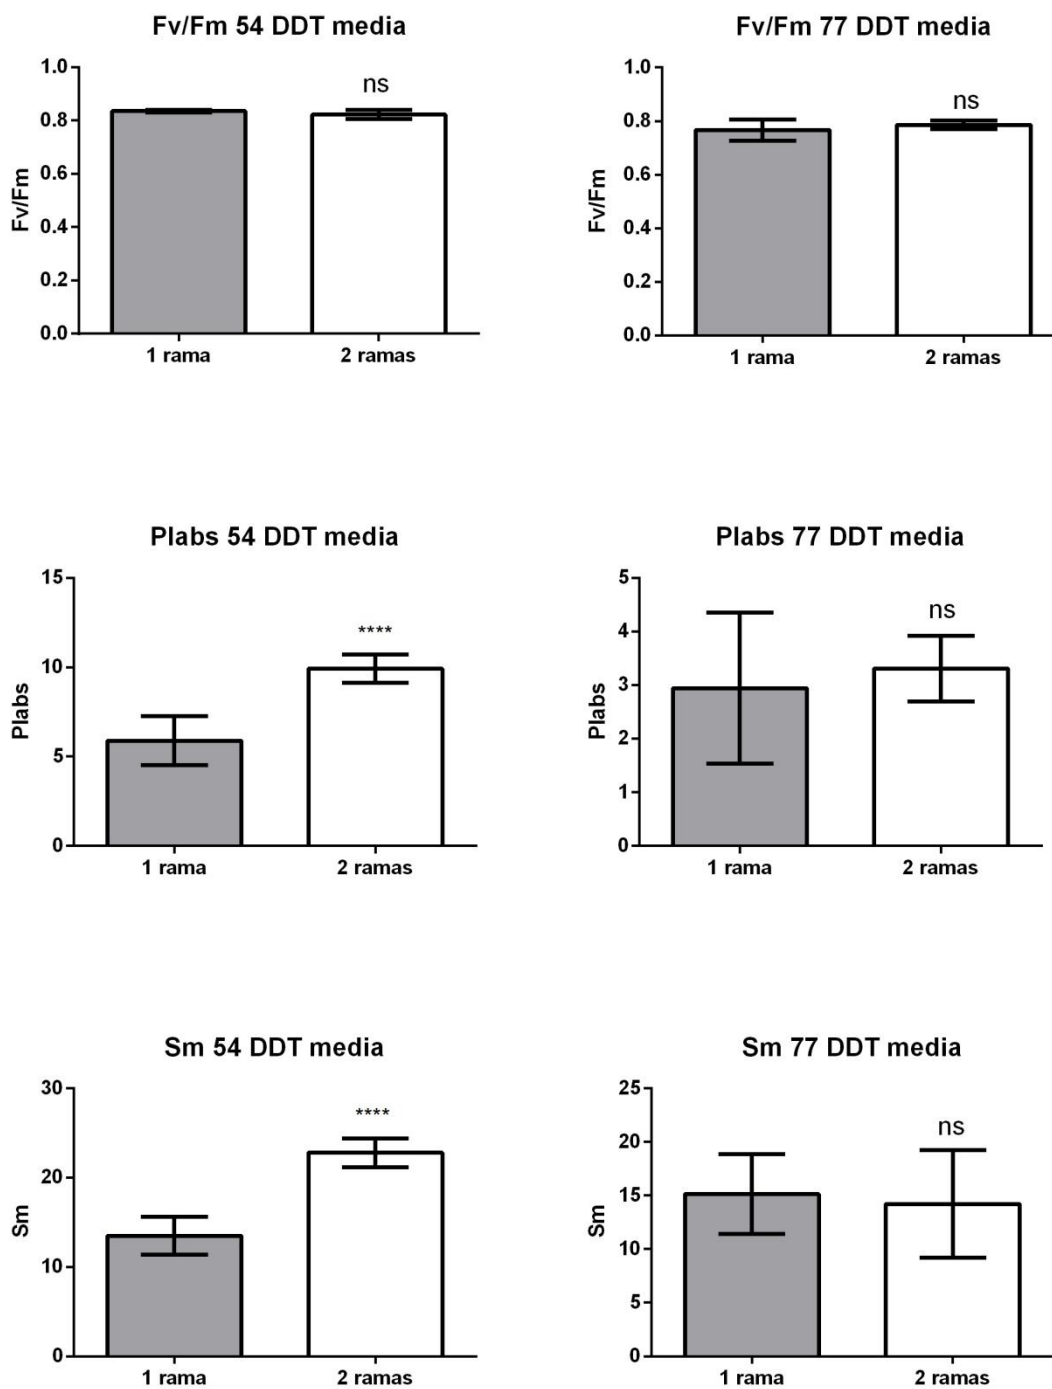 Fv/Fm 54 DDT media
Fv/Fm
1.0
0.8
0.6
0.4
0.2
0.0
ns
1 rama
2 ramas
Fv/Fm 77 DDT media
Fv/Fm
1.0
0.8
0.6
0.4
0.2
0.0
ns
1 rama
2 ramas
PIabs 54 DDT media
PIabs
15
10
5
0
****
1 rama
2 ramas
PIabs 77 DDT media
PIabs
5
4
3
2
1
0
ns
1 rama
2 ramas
Sm 54 DDT media
Sm
30
20
10
0
****
1 rama
2 ramas
Sm 77 DDT media
Sm
25
20
15
10
5
0
ns
1 rama
2 ramas